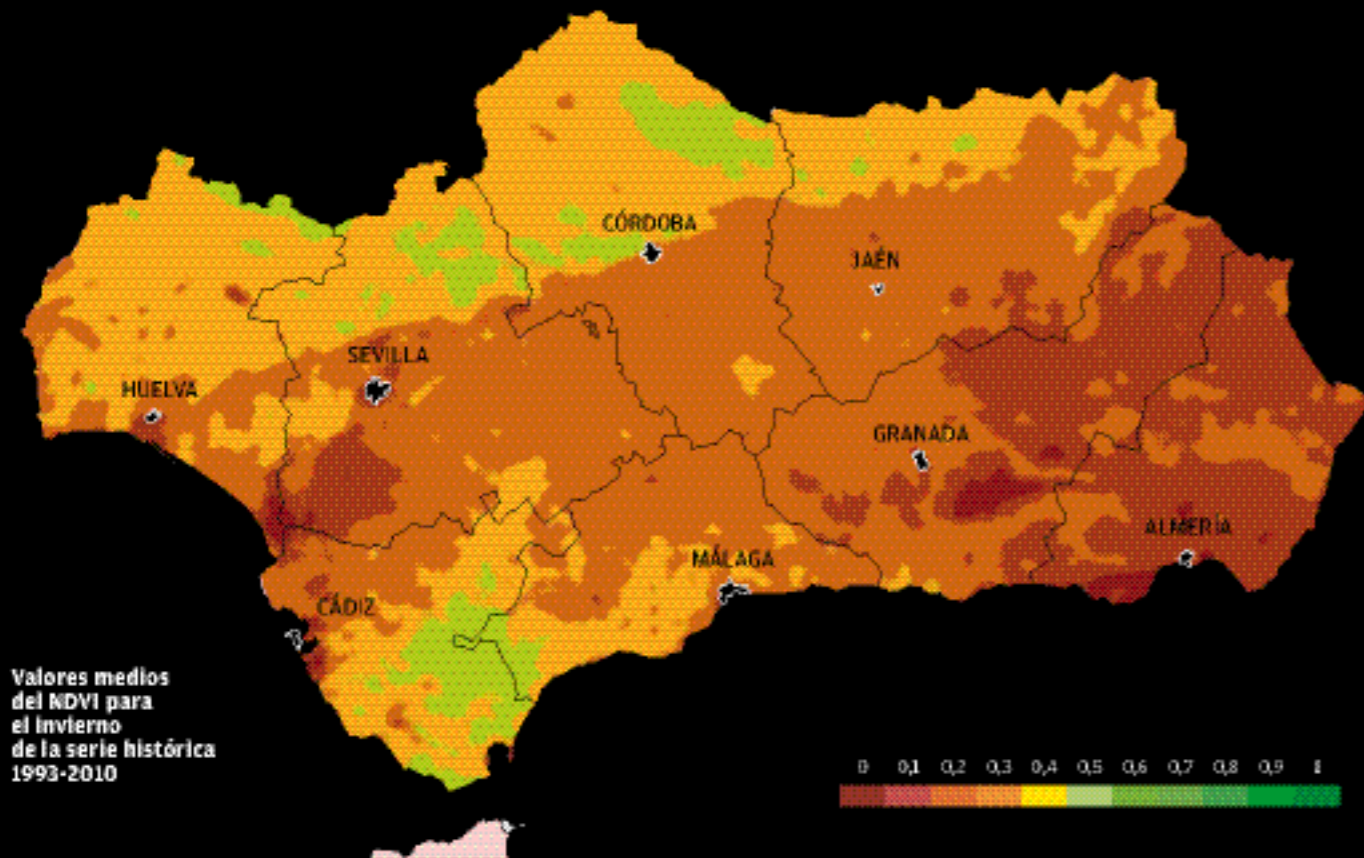 CÓRDOBA
JAÉN
SEVILLA
HUELVA
GRANADA
ALMERÍA
MÁLAGA
CÁDIZ
Valores medios
del NDVI para
el invierno
de la serie histórica
1993-2010
0 0,1 0,2 0,3 0,4 0,5 0,6 0,7 0,8 0,9 1